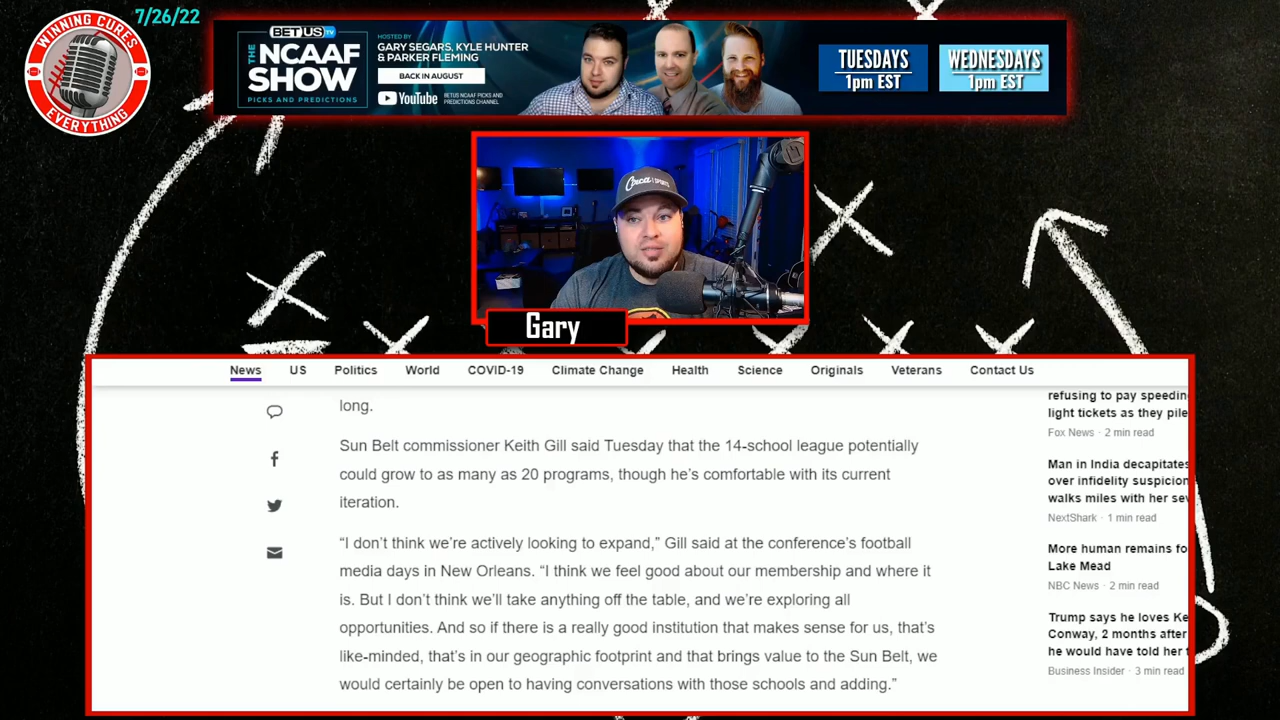 7/26/22
WINNING CURES
EVERYTHING
BETUS TV
THE
NCAAF
SHOW
PICKS AND PREDICTIONS
HOSTED BY
GARY SEGARS, KYLE HUNTER
& PARKER FLEMING
BACK IN AUGUST
YouTube
BETUS NCAAF PICKS AND
PREDICTIONS CHANNEL
TUESDAYS
1pm EST
WEDNESDAYS
1pm EST
Circa SPORTS
Gary
News US Politics World COVID-19 Climate Change Health Science Originals Veterans Contact Us
long.
Sun Belt commissioner Keith Gill said Tuesday that the 14-school league potentially
could grow to as many as 20 programs, though he's comfortable with its current
iteration.
“I don’t think we’re actively looking to expand,” Gill said at the conference’s football
media days in New Orleans. “I think we feel good about our membership and where it
is. But I don’t think we’ll take anything off the table, and we’re exploring all
opportunities. And so if there is a really good institution that makes sense for us, that’s
like-minded, that’s in our geographic footprint and that brings value to the Sun Belt, we
would certainly be open to having conversations with those schools and adding.”
refusing to pay speedin
light tickets as they pile
Fox News · 2 min read
Man in India decapitates
over infidelity suspicion
walks miles with her sev
NextShark · 1 min read
More human remains fo
Lake Mead
NBC News · 2 min read
Trump says he loves Ke
Conway, 2 months after
he would have told her t
Business Insider · 3 min read